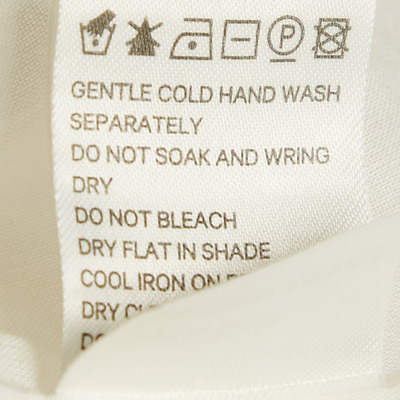 P
GENTLE COLD HAND WASH
SEPARATELY
DO NOT SOAK AND WRING
DRY
DO NOT BLEACH
DRY FLAT IN SHADE
COOL IRON ON
DRY